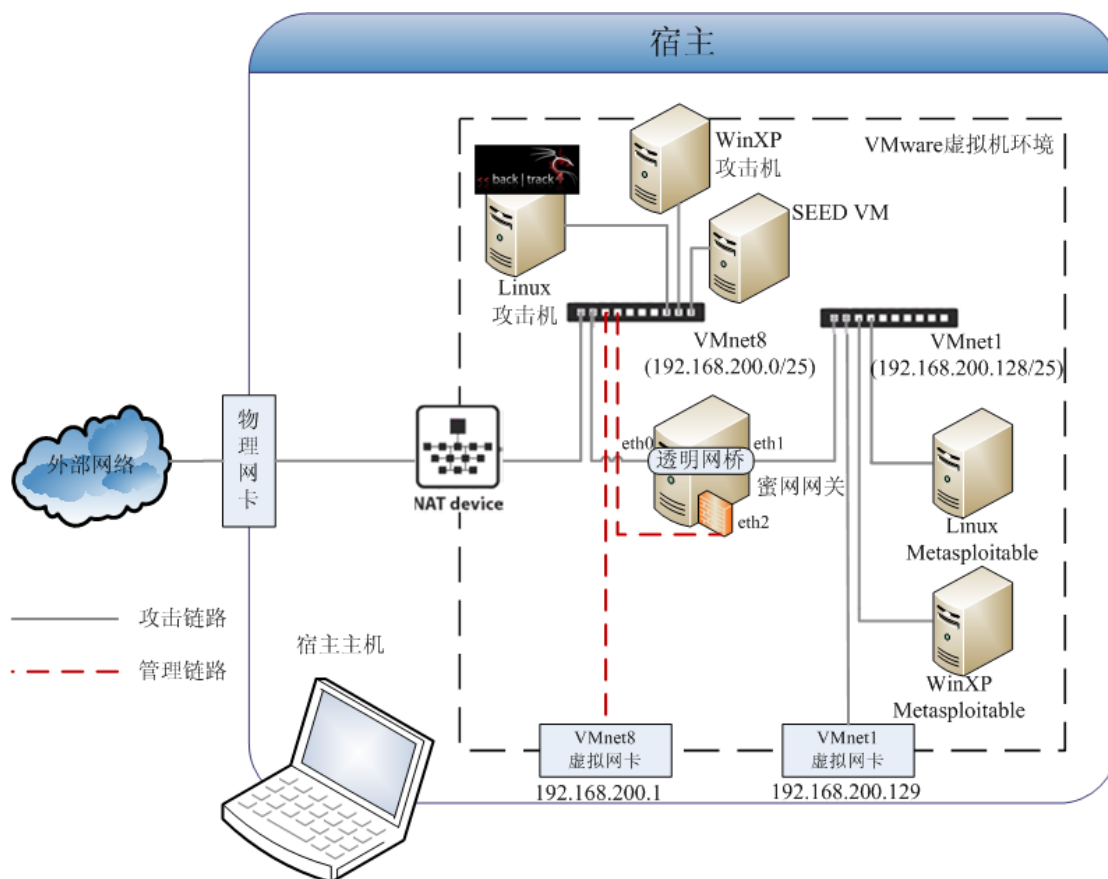 宿主
VMware虚拟机环境
WinXP
攻击机
back | track 4
SEED VM
Linux
攻击机
VMnet8
(192.168.200.0/25)
VMnet1
(192.168.200.128/25)
物理网卡
外部网络
NAT device
eth0
eth1
透明网桥
蜜网网关
eth2
Linux
Metasploitable
WinXP
Metasploitable
攻击链路
管理链路
宿主主机
VMnet8
虚拟网卡
192.168.200.1
VMnet1
虚拟网卡
192.168.200.129